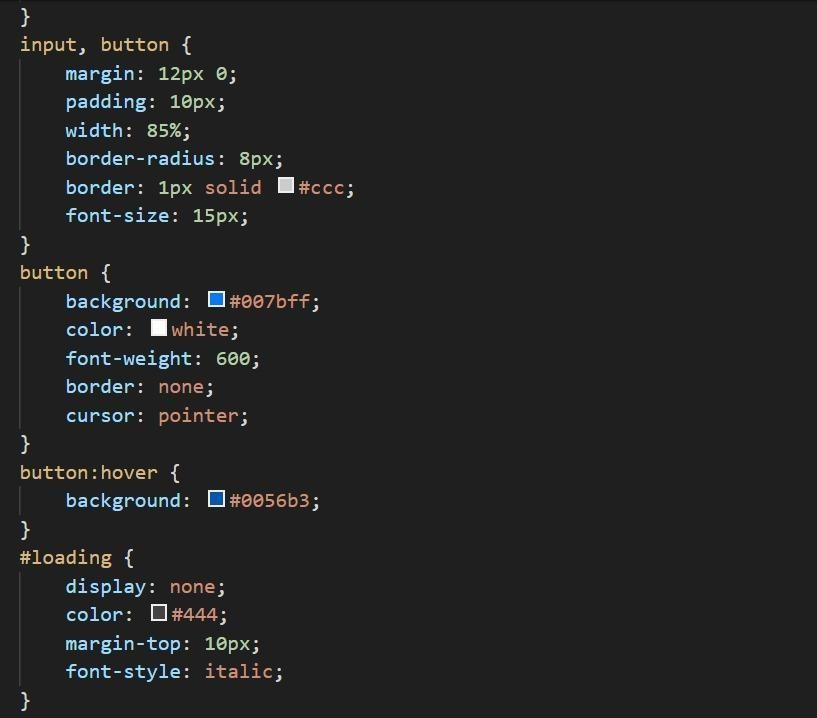 }
input, button {
    margin: 12px 0;
    padding: 10px;
    width: 85%;
    border-radius: 8px;
    border: 1px solid #ccc;
    font-size: 15px;
}
button {
    background: #007bff;
    color: white;
    font-weight: 600;
    border: none;
    cursor: pointer;
}
button:hover {
    background: #0056b3;
}
#loading {
    display: none;
    color: #444;
    margin-top: 10px;
    font-style: italic;
}